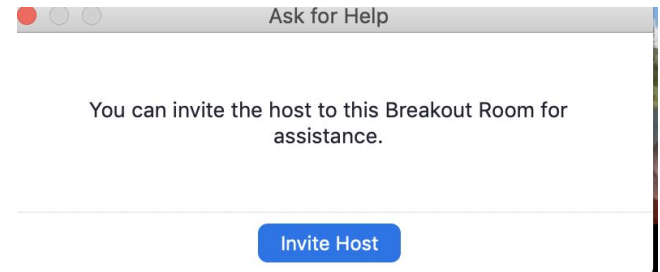 Ask for Help
You can invite the host to this Breakout Room for
assistance.
Invite Host